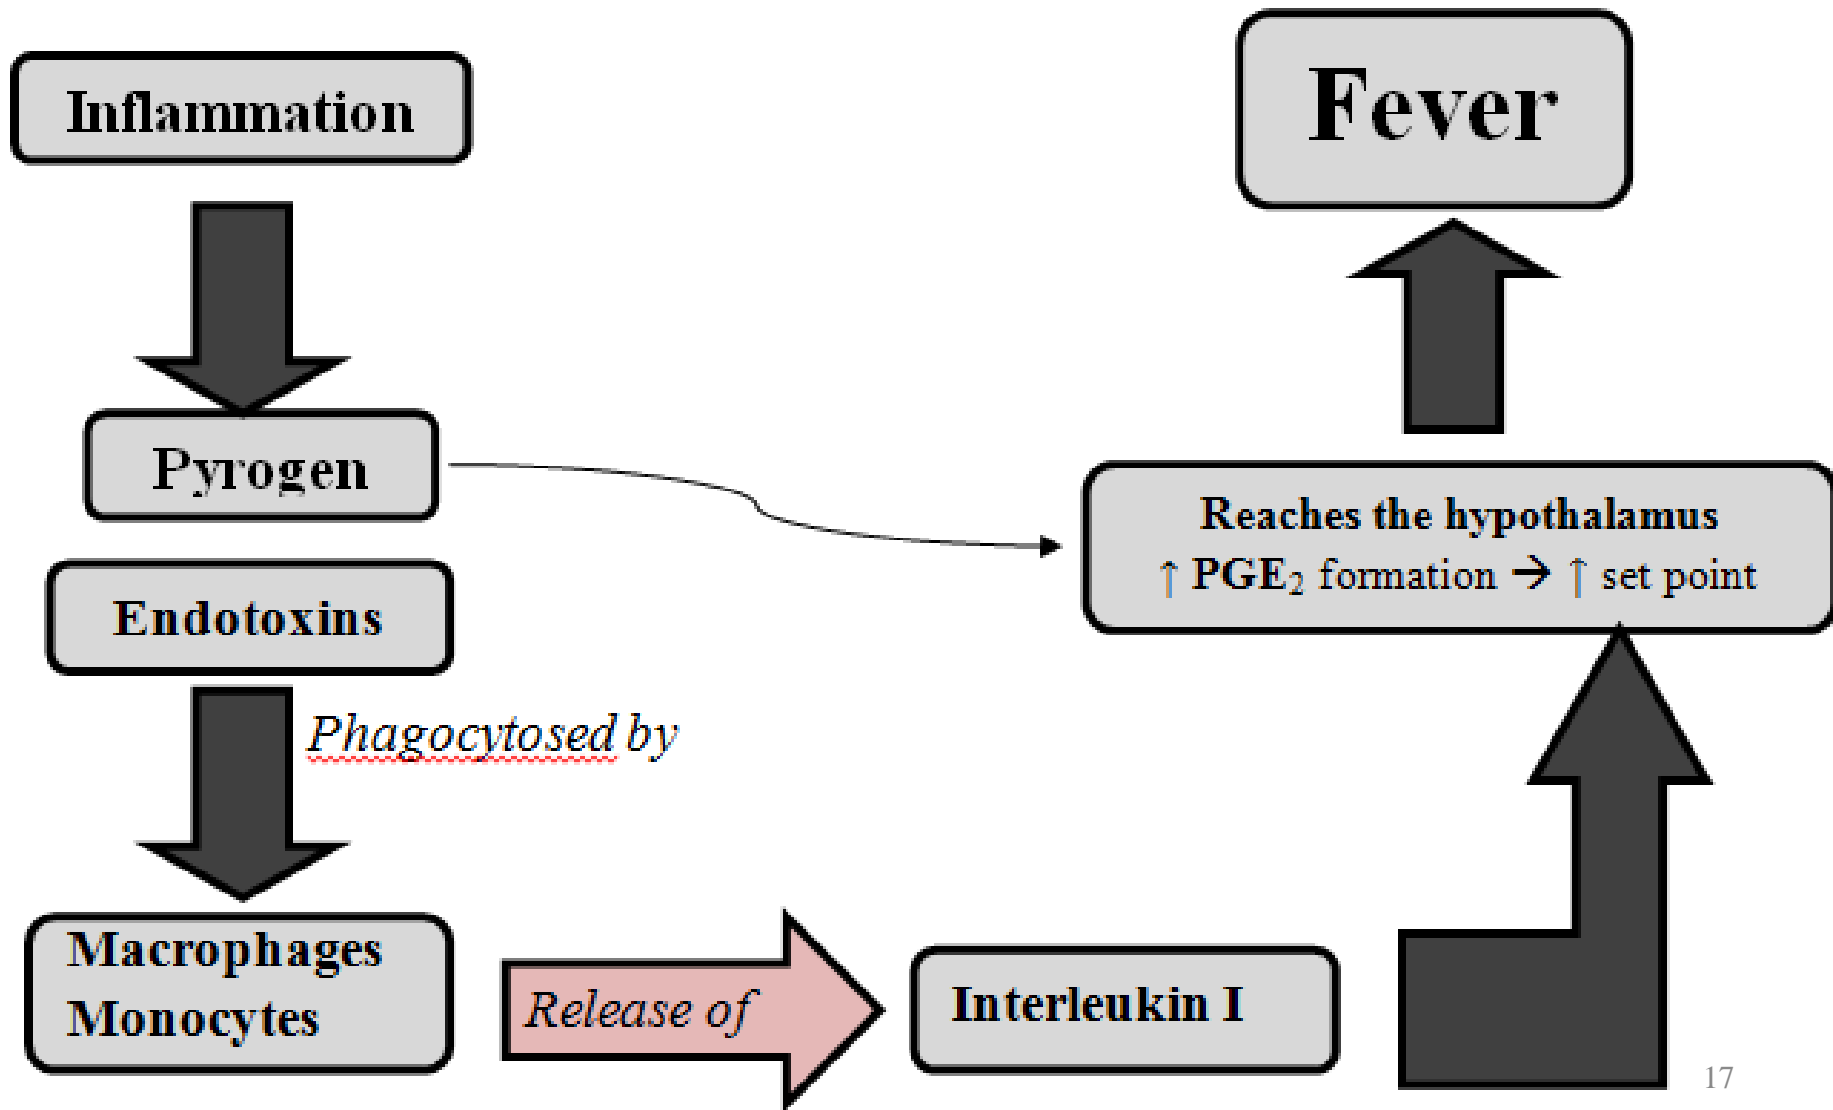 Inflammation
Pyrogen
Endotoxins
Phagocytosed by
Macrophages
Monocytes
Release of
Interleukin I
Reaches the hypothalamus
↑ PGE₂ formation → ↑ set point
Fever
17